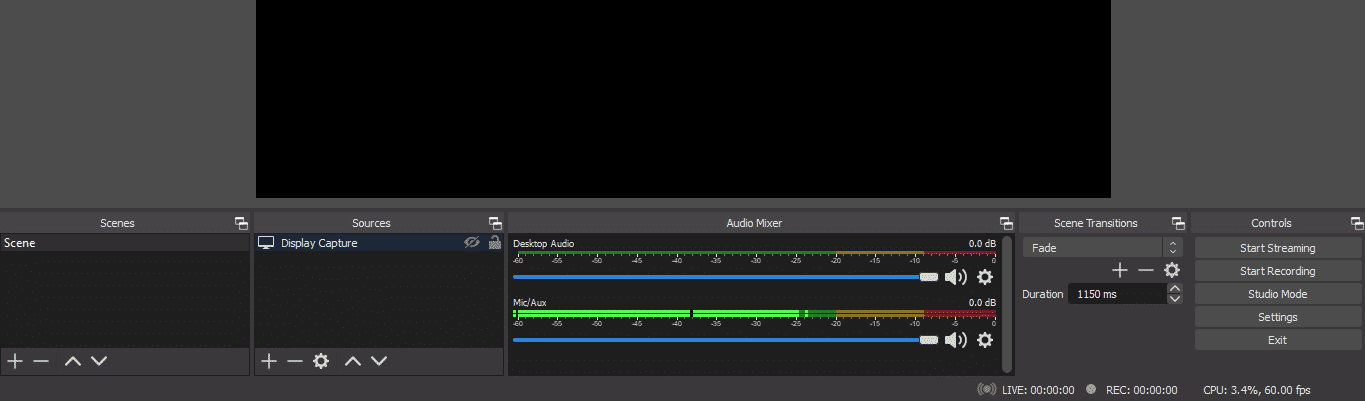 Scenes
Sources
Audio Mixer
Scene Transitions
Controls
Scene
Display Capture
Desktop Audio 0.0 dB
-60 -55 -50 -45 -40 -35 -30 -25 -20 -15 -10 -5 0
Mic/Aux 0.0 dB
-60 -55 -50 -45 -40 -35 -30 -25 -20 -15 -10 -5 0
Fade
Duration 1150 ms
Start Streaming
Start Recording
Studio Mode
Settings
Exit
LIVE: 00:00:00 REC: 00:00:00 CPU: 3.4%, 60.00 fps